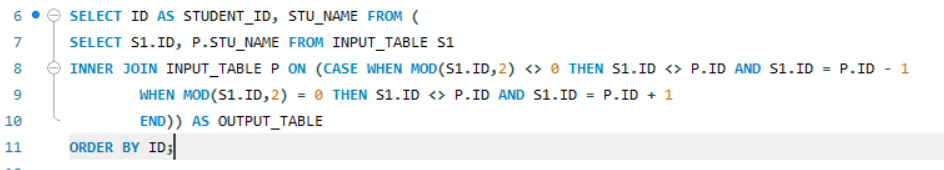 6 SELECT ID AS STUDENT_ID, STU_NAME FROM (
7 SELECT S1.ID, P.STU_NAME FROM INPUT_TABLE S1
8 INNER JOIN INPUT_TABLE P ON (CASE WHEN MOD(S1.ID,2) <> 0 THEN S1.ID <> P.ID AND S1.ID = P.ID - 1
9 WHEN MOD(S1.ID,2) = 0 THEN S1.ID <> P.ID AND S1.ID = P.ID + 1
10 END)) AS OUTPUT_TABLE
11 ORDER BY ID;